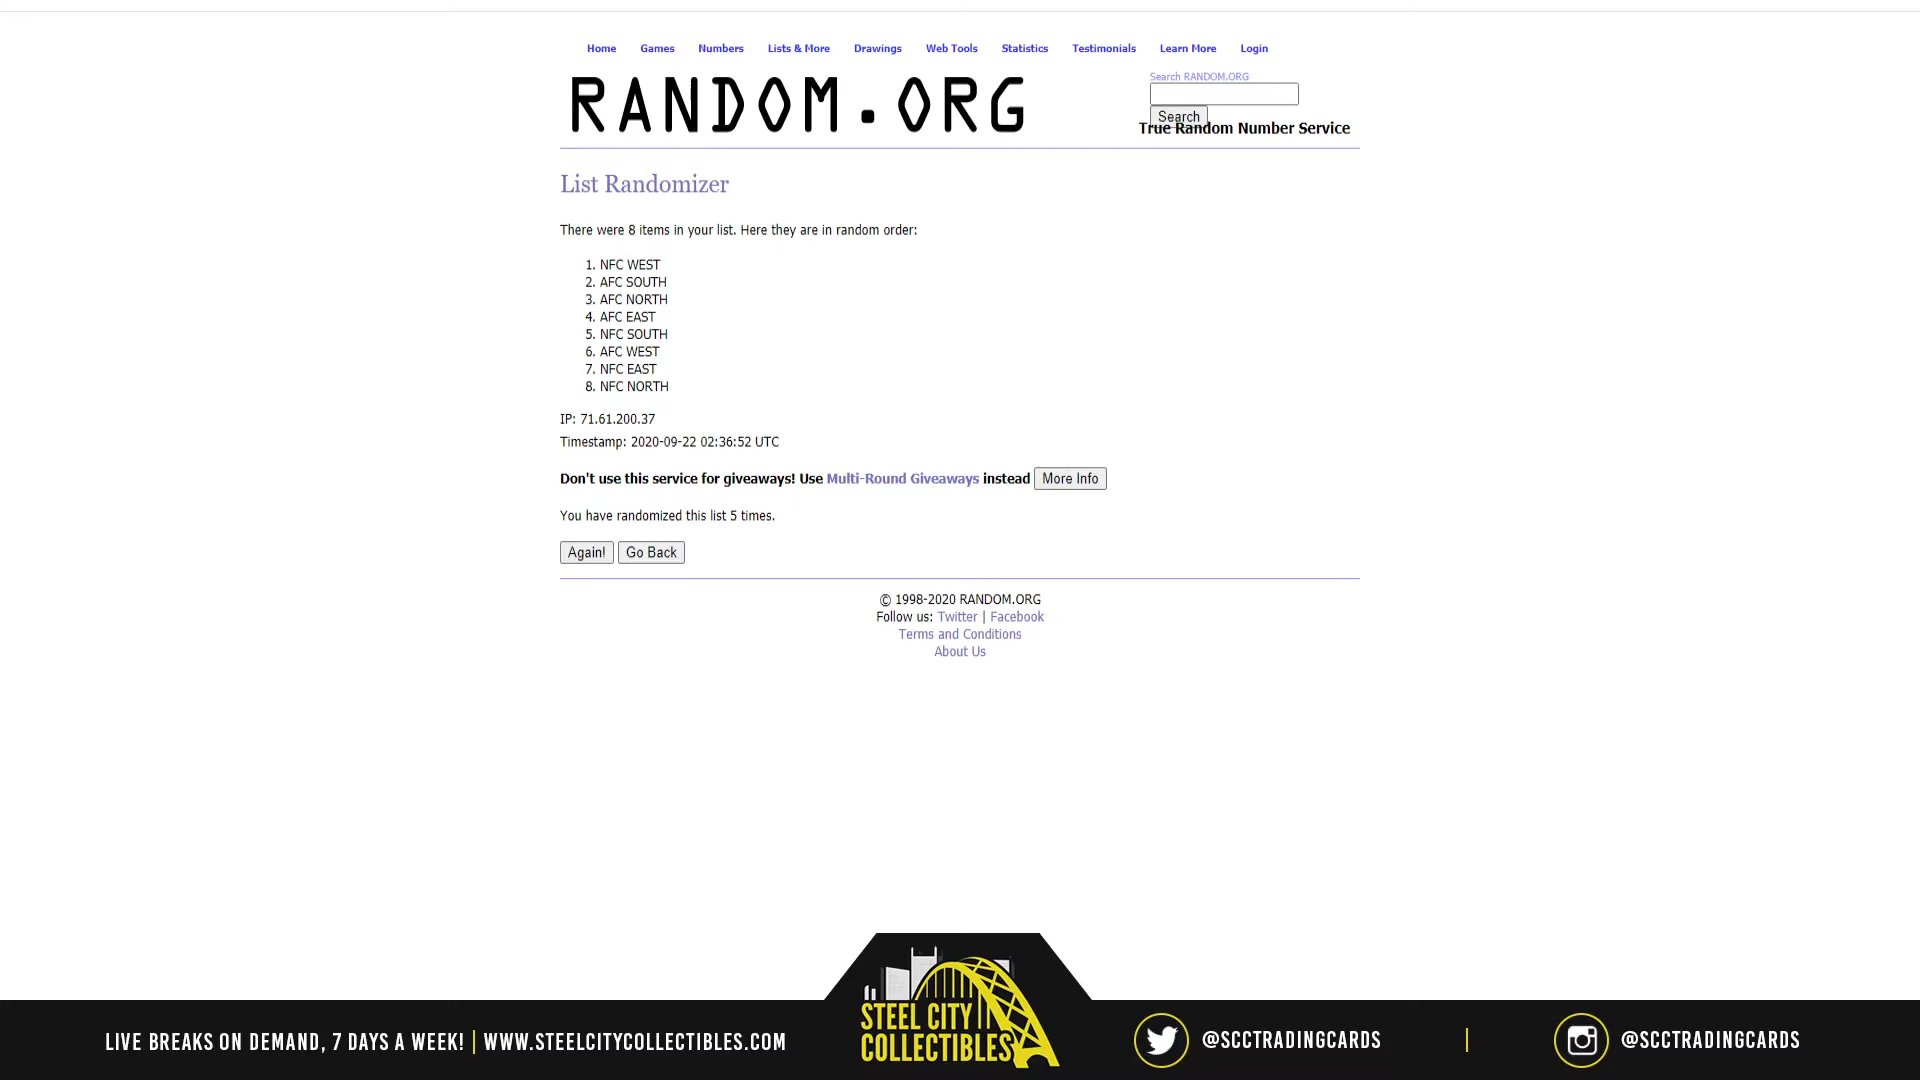 Home Games Numbers Lists & More Drawings Web Tools Statistics Testimonials Learn More Login
RANDOM.ORG
Search RANDOM.ORG
Search
True Random Number Service
List Randomizer
There were 8 items in your list. Here they are in random order:
1. NFC WEST
2. AFC SOUTH
3. AFC NORTH
4. AFC EAST
5. NFC SOUTH
6. AFC WEST
7. NFC EAST
8. NFC NORTH
IP: 71.61.200.37
Timestamp: 2020-09-22 02:36:52 UTC
Don't use this service for giveaways! Use Multi-Round Giveaways instead More Info
You have randomized this list 5 times.
Again! Go Back
© 1998-2020 RANDOM.ORG
Follow us: Twitter | Facebook
Terms and Conditions
About Us
LIVE BREAKS ON DEMAND, 7 DAYS A WEEK! | WWW.STEELCITYCOLLECTIBLES.COM
STEEL CITY
COLLECTIBLES
@SCCTRADINGCARDS | @SCCTRADINGCARDS